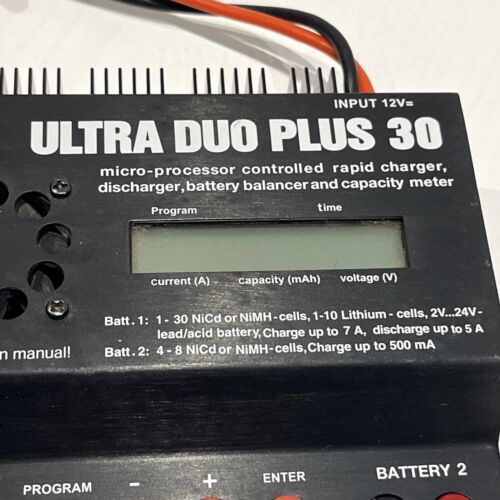 INPUT 12V=
ULTRA DUO PLUS 30
micro-processor controlled rapid charger,
discharger, battery balancer and capacity meter
Program time
current (A) capacity (mAh) voltage (V)
Batt. 1: 1 - 30 NiCd or NiMH - cells, 1-10 Lithium - cells, 2V...24V -
lead/acid battery, Charge up to 7 A, discharge up to 5 A
n manual!
Batt. 2: 4 - 8 NiCd or NiMH-cells, Charge up to 500 mA
PROGRAM - + ENTER BATTERY 2